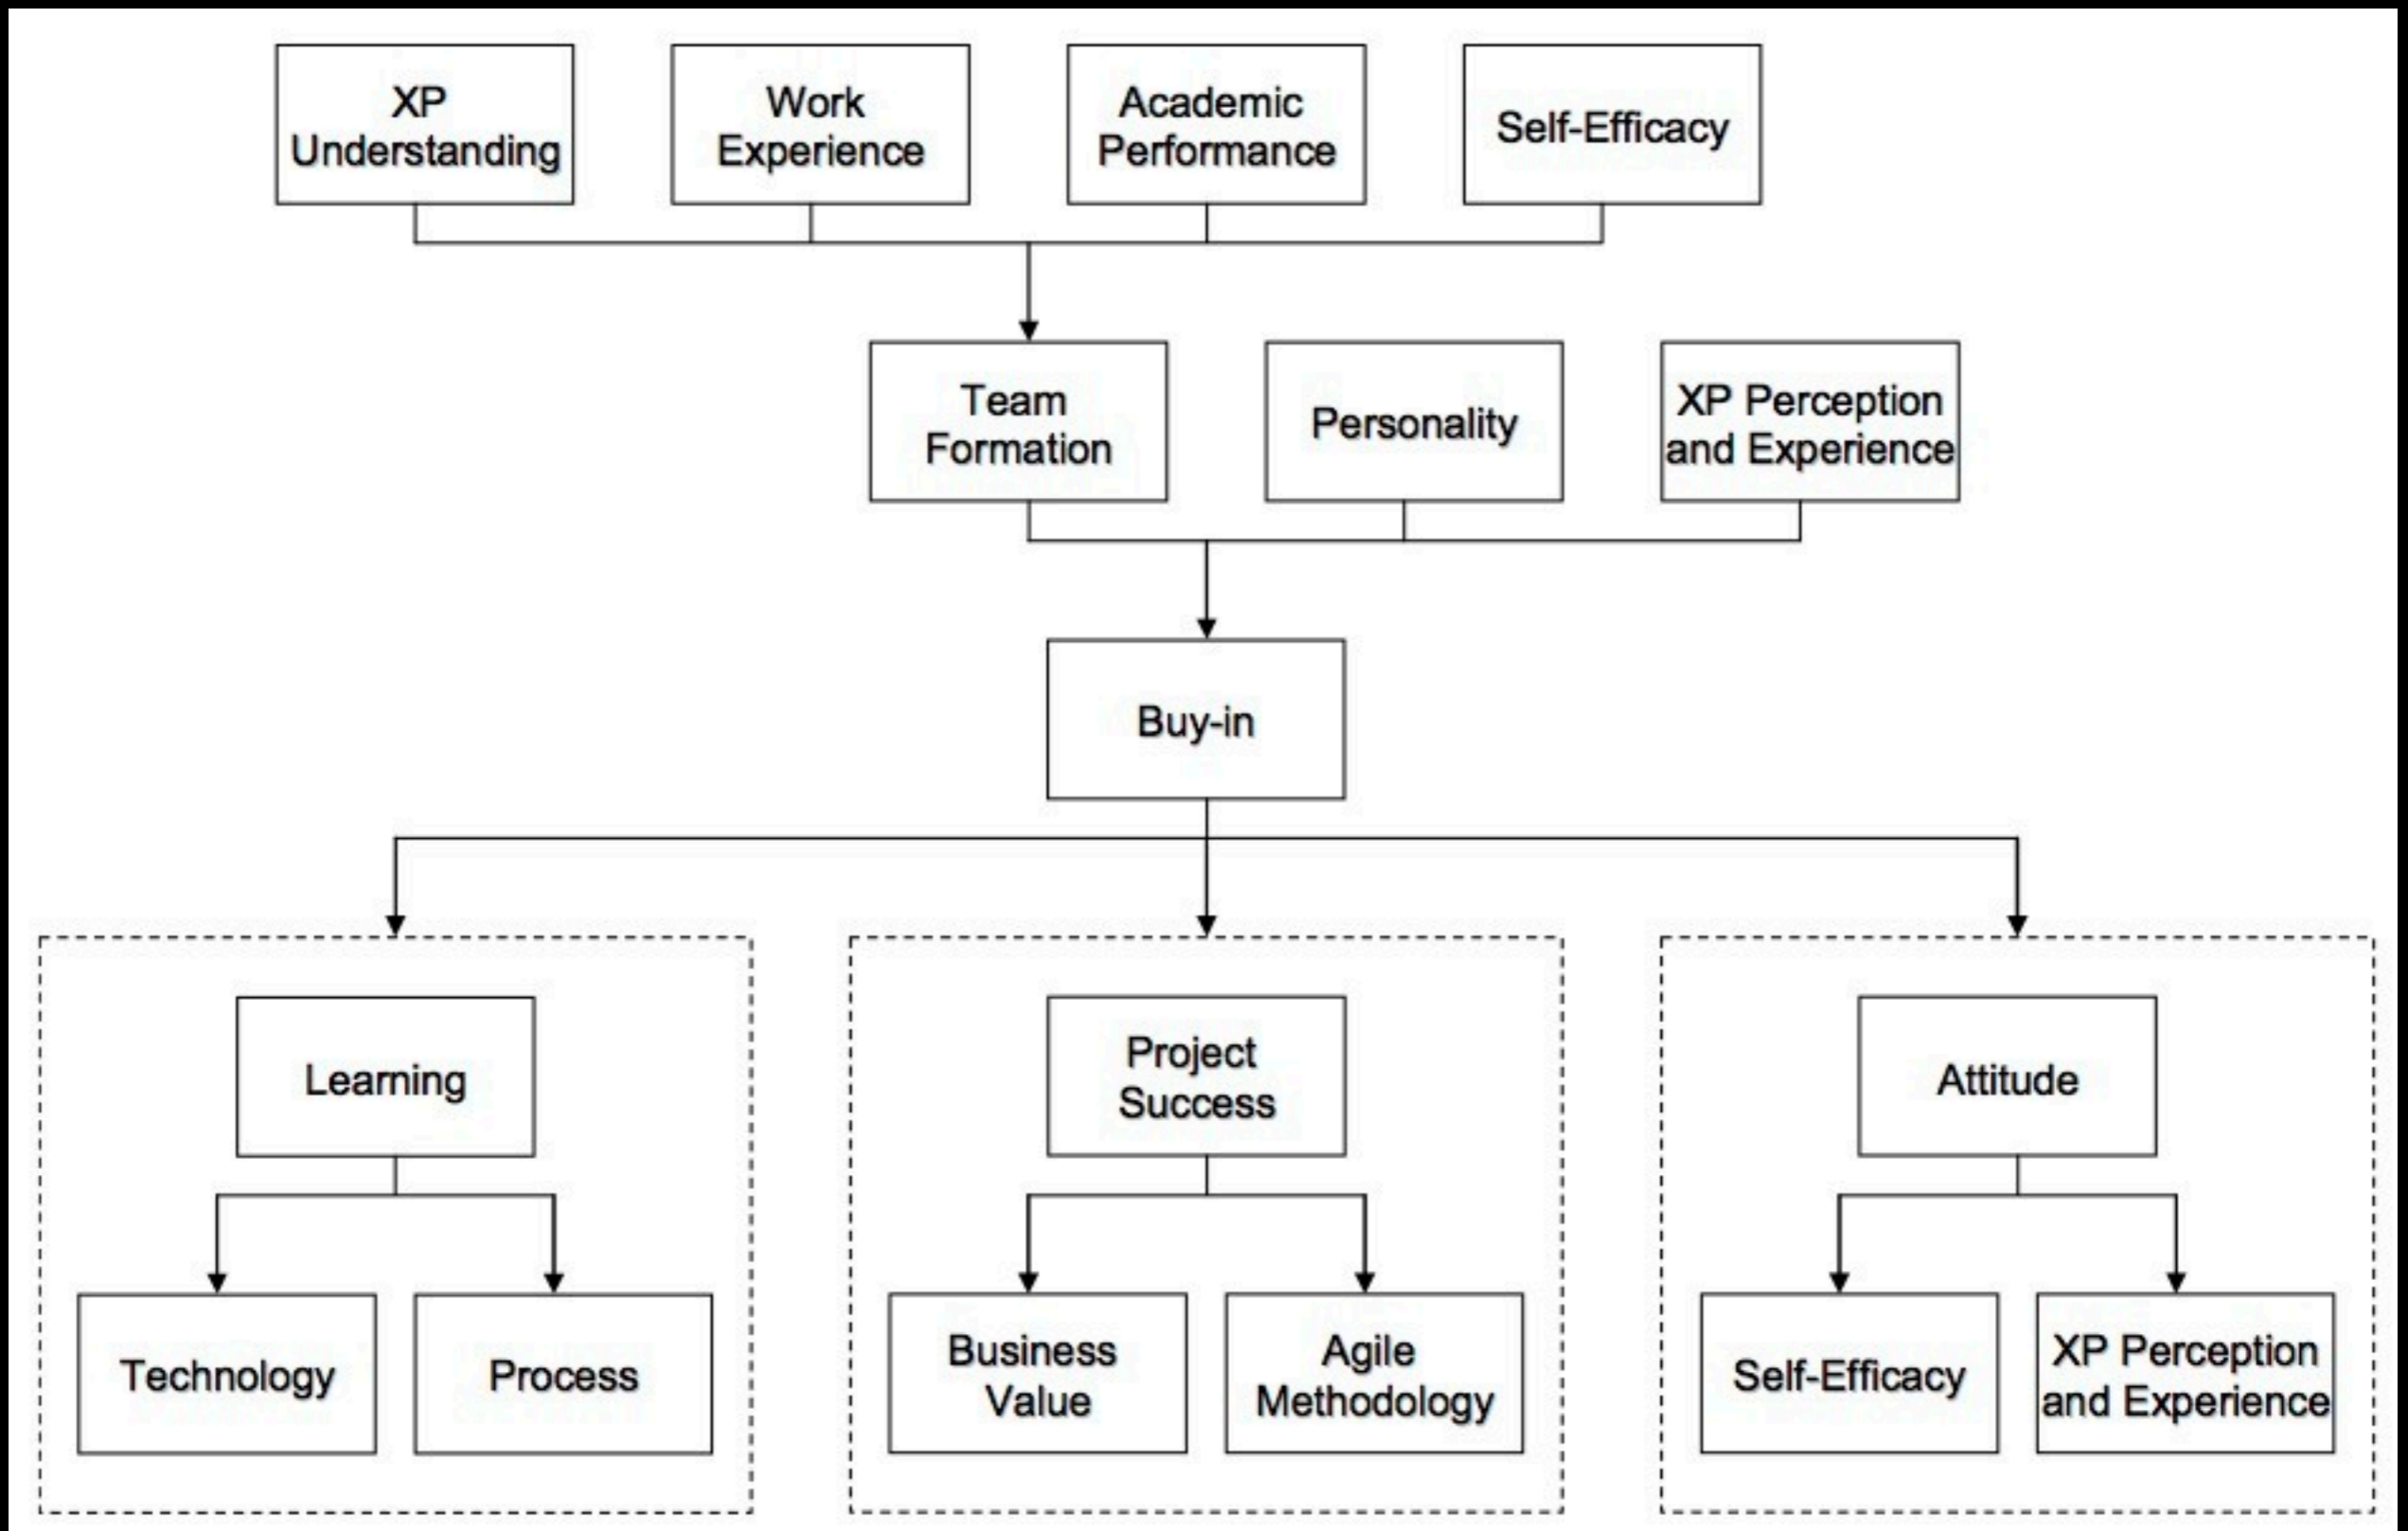 XP
Understanding
Work
Experience
Academic
Performance
Self-Efficacy
Team
Formation
Personality
XP Perception
and Experience
Buy-in
Learning
Project
Success
Attitude
Technology
Process
Business
Value
Agile
Methodology
Self-Efficacy
XP Perception
and Experience